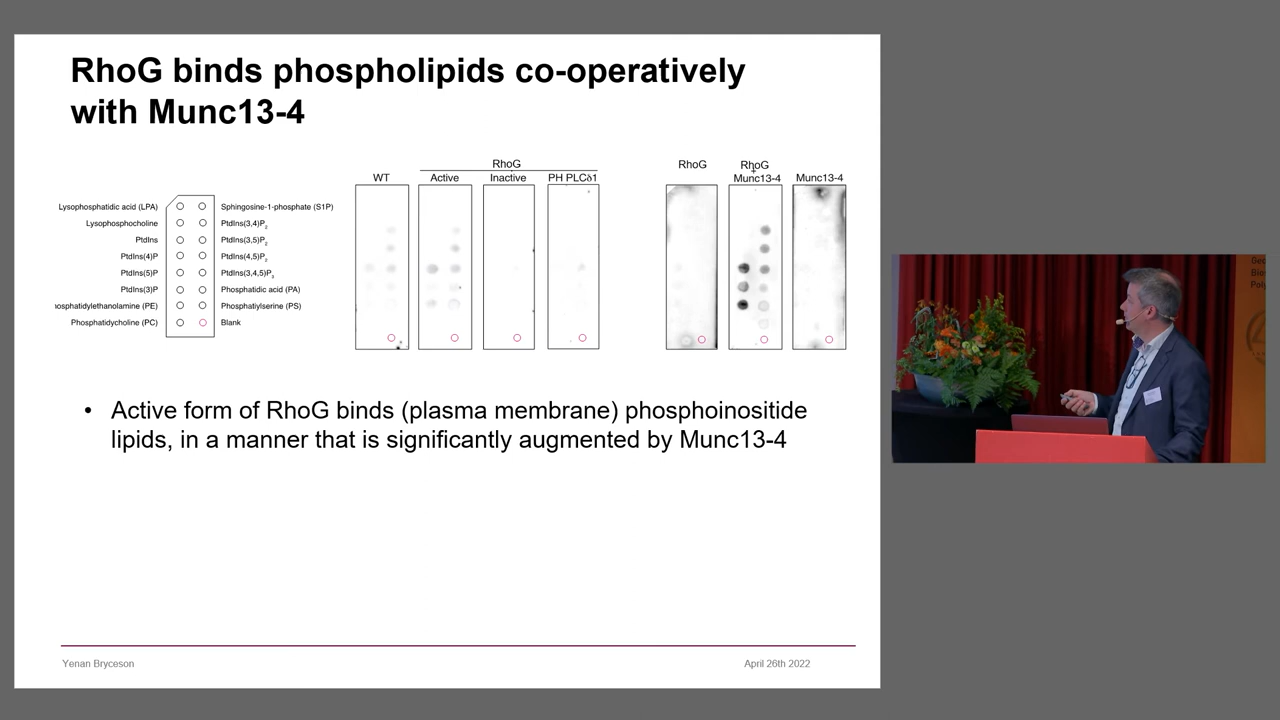 RhoG binds phospholipids co-operatively
with Munc13-4
RhoG
WT
Active
Inactive
PH PLCδ1
RhoG
RhoG
+
Munc13-4
Munc13-4
Lysophosphatidic acid (LPA)
Sphingosine-1-phosphate (S1P)
Lysophosphocholine
PtdIns(3,4)P2
PtdIns
PtdIns(3,5)P2
PtdIns(4)P
PtdIns(4,5)P2
PtdIns(5)P
PtdIns(3,4,5)P2
PtdIns(3)P
Phosphatidic acid (PA)
hosphatidylethanolamine (PE)
Phosphatiylserine (PS)
Phosphatidycholine (PC)
Blank
• Active form of RhoG binds (plasma membrane) phosphoinositide
lipids, in a manner that is significantly augmented by Munc13-4
Yenan Bryceson
April 26th 2022